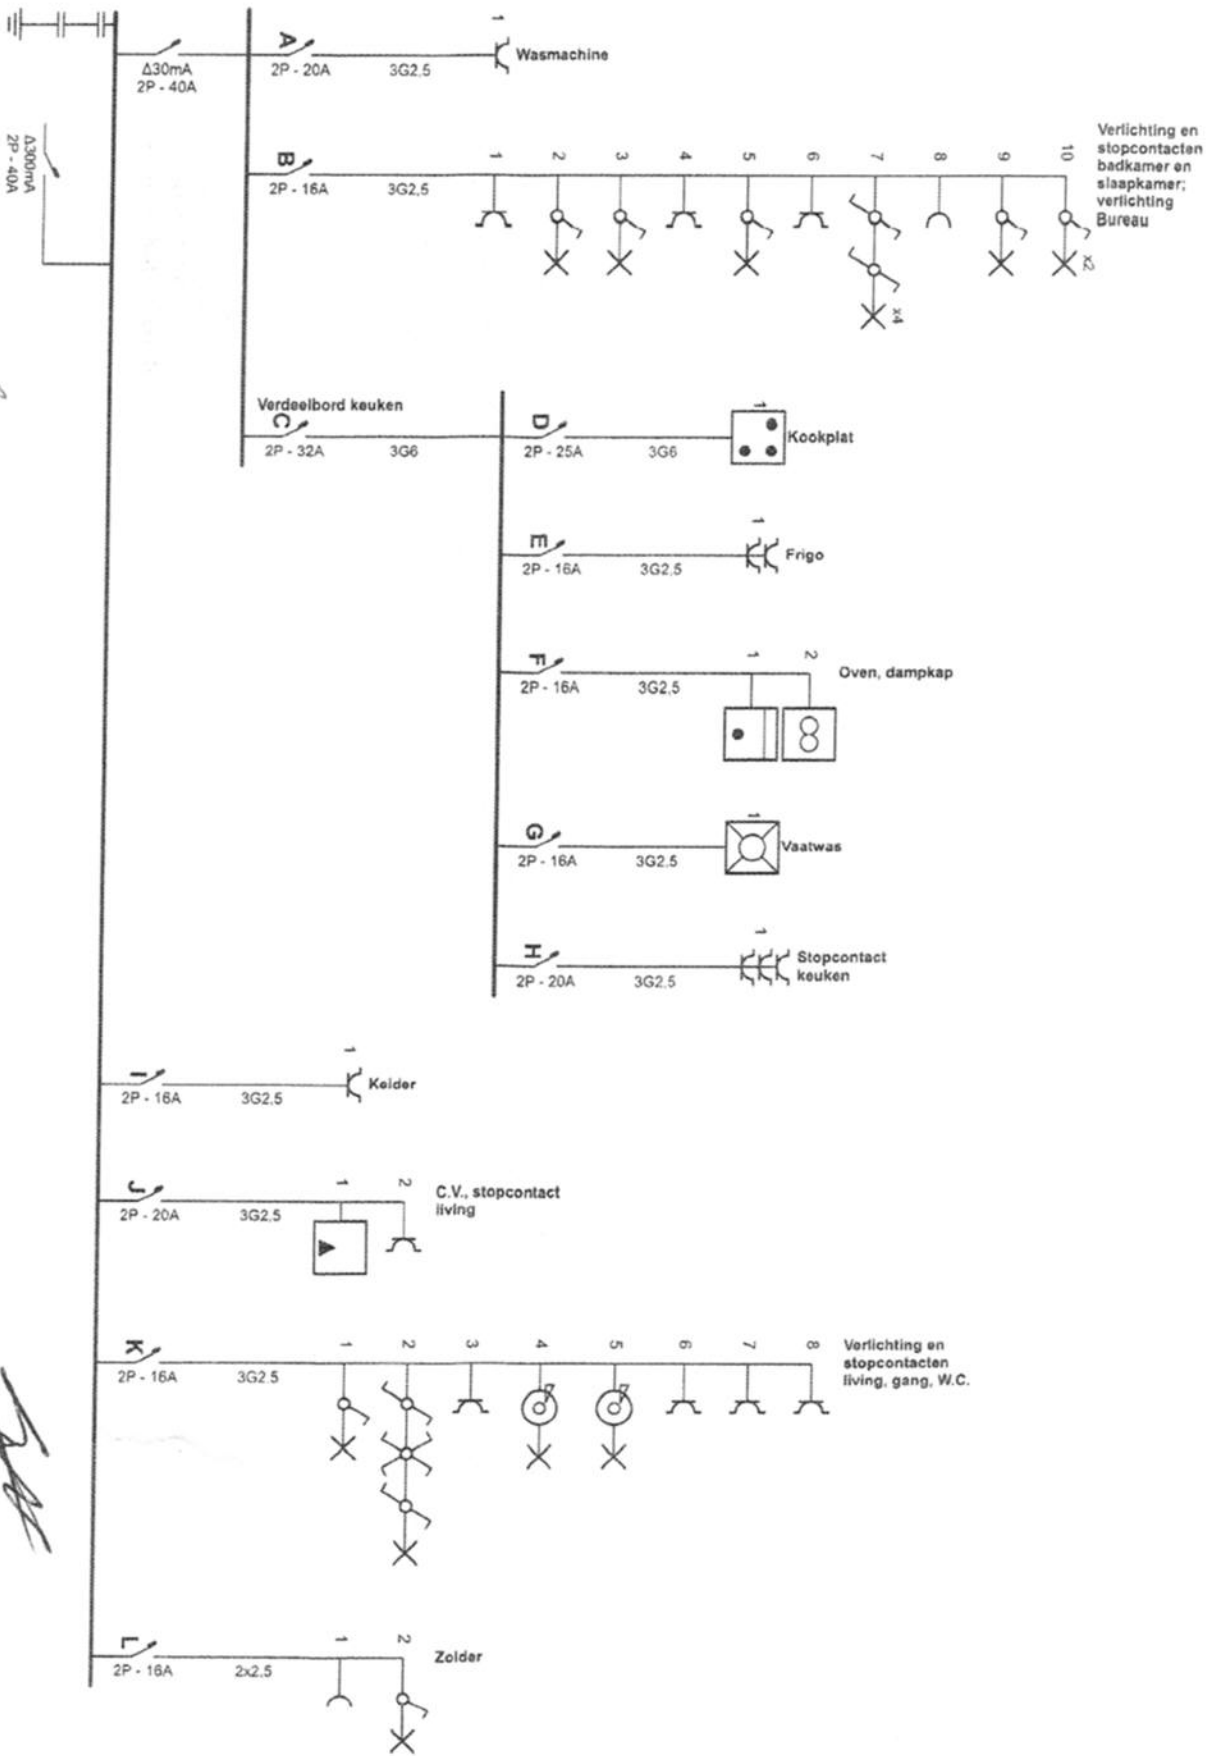 Δ300mA
2P - 40A
Δ30mA
2P - 40A
A
2P - 20A
3G2,5
1
Wasmachine
B
2P - 16A
3G2,5
1
2
3
4
5
6
7
8
9
10
x4
x2
Verlichting en
stopcontacten
badkamer en
slaapkamer;
verlichting
Bureau
Verdeelbord keuken
C
2P - 32A
3G6
D
2P - 25A
3G6
1
Kookplat
E
2P - 16A
3G2,5
1
Frigo
F
2P - 16A
3G2,5
1
2
Oven, dampkap
G
2P - 16A
3G2,5
1
Vaatwas
H
2P - 20A
3G2,5
1
Stopcontact
keuken
I
2P - 16A
3G2,5
1
Kelder
J
2P - 20A
3G2,5
1
2
C.V., stopcontact
living
K
2P - 16A
3G2,5
1
2
3
4
5
6
7
8
Verlichting en
stopcontacten
living, gang, W.C.
L
2P - 16A
2x2,5
1
2
Zolder